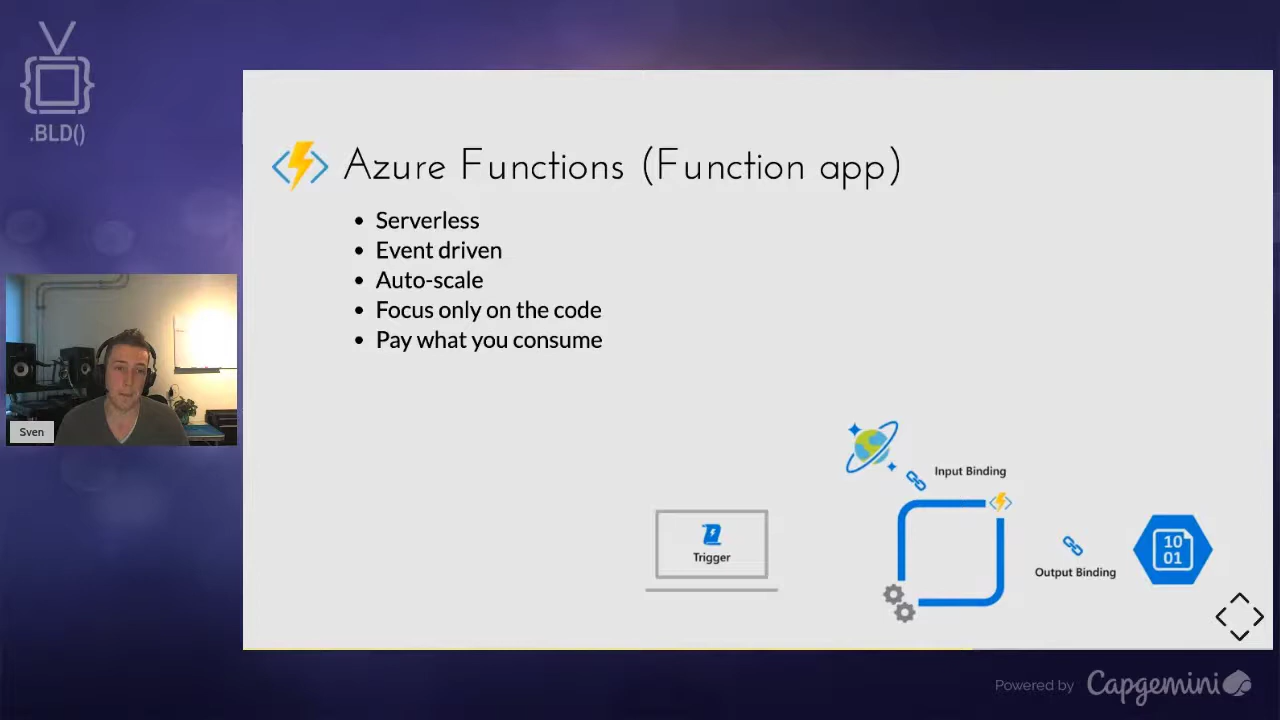 .BLD()
Azure Functions (Function app)
• Serverless
• Event driven
• Auto-scale
• Focus only on the code
• Pay what you consume
Sven
Input Binding
Trigger
10
01
Output Binding
Powered by Capgemini